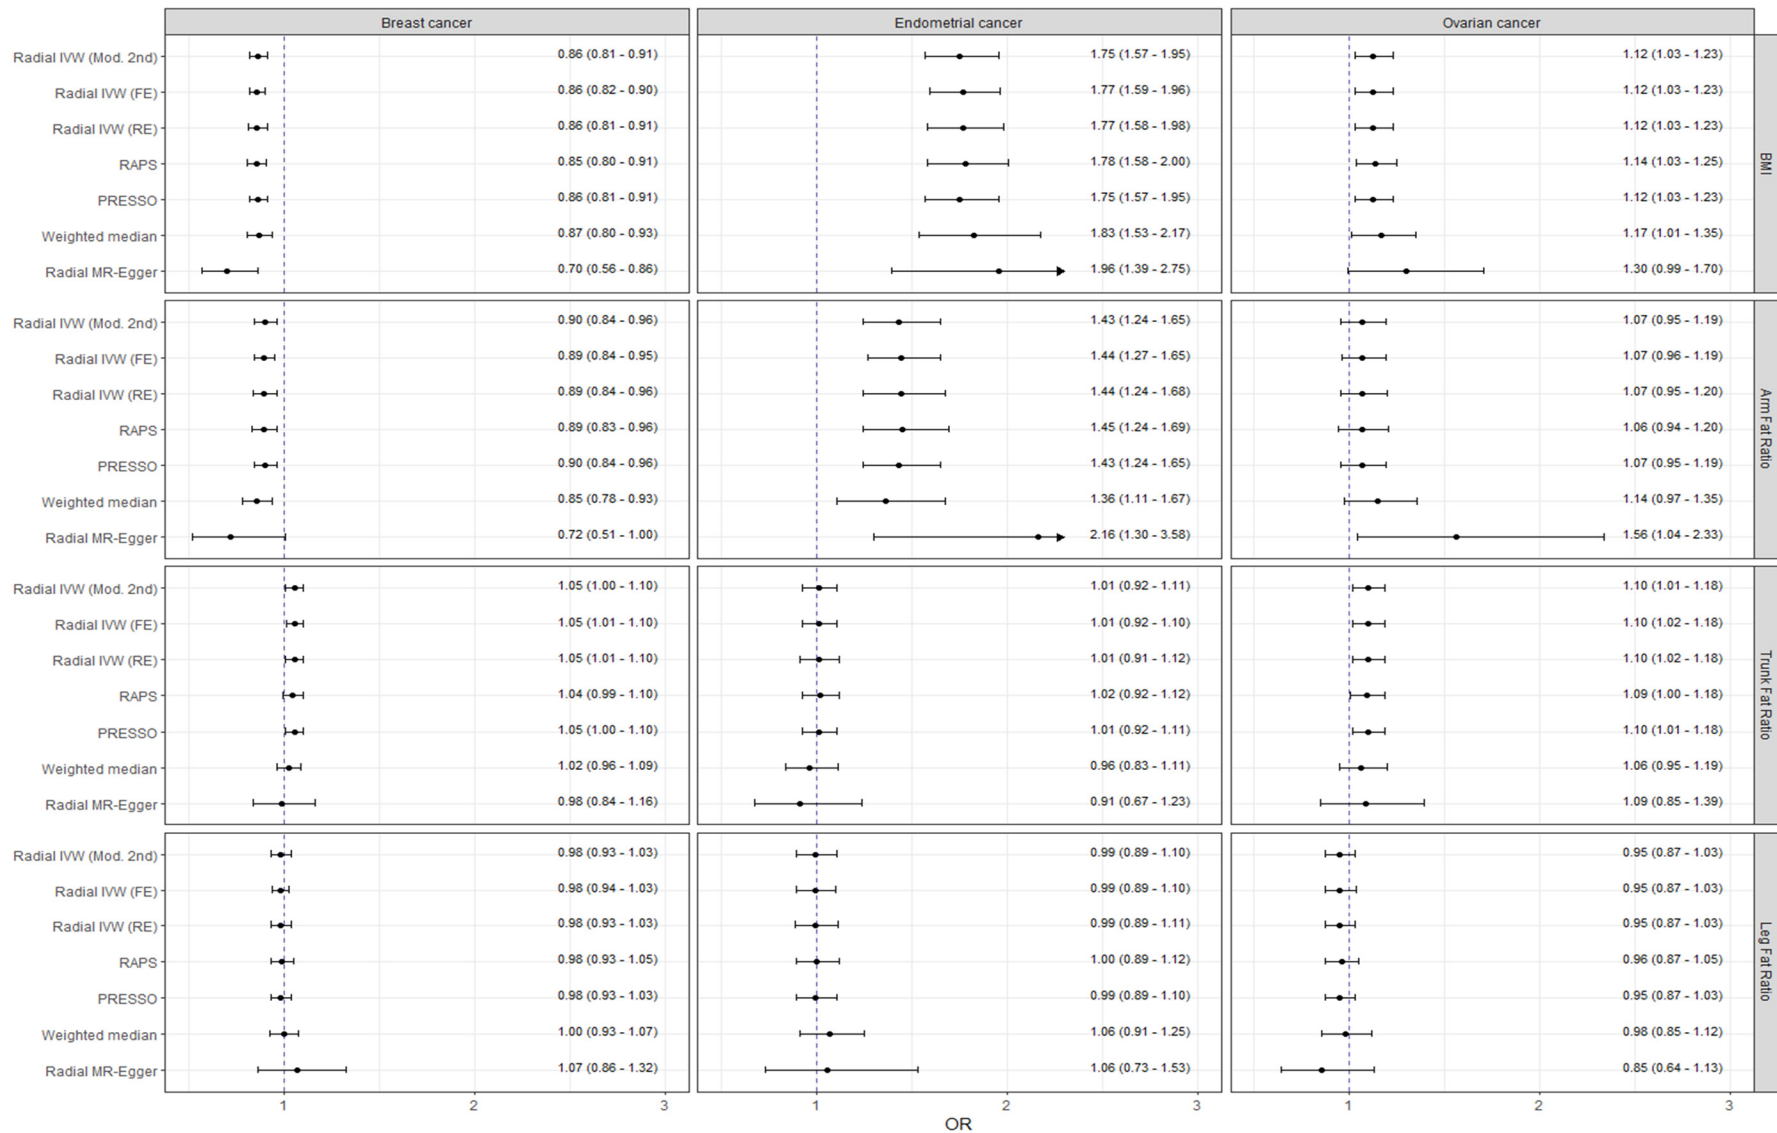 Breast cancer Endometrial cancer Ovarian cancer
Radial IVW (Mod. 2nd) 0.86 (0.81 - 0.91) 1.75 (1.57 - 1.95) 1.12 (1.03 - 1.23)
Radial IVW (FE) 0.86 (0.82 - 0.90) 1.77 (1.59 - 1.96) 1.12 (1.03 - 1.23)
Radial IVW (RE) 0.86 (0.81 - 0.91) 1.77 (1.58 - 1.98) 1.12 (1.03 - 1.23)
RAPS 0.85 (0.80 - 0.91) 1.78 (1.58 - 2.00) 1.14 (1.03 - 1.25)
PRESSO 0.86 (0.81 - 0.91) 1.75 (1.57 - 1.95) 1.12 (1.03 - 1.23)
Weighted median 0.87 (0.80 - 0.93) 1.83 (1.53 - 2.17) 1.17 (1.01 - 1.35)
Radial MR-Egger 0.70 (0.56 - 0.86) 1.96 (1.39 - 2.75) 1.30 (0.99 - 1.70)
BMI
Radial IVW (Mod. 2nd) 0.90 (0.84 - 0.96) 1.43 (1.24 - 1.65) 1.07 (0.95 - 1.19)
Radial IVW (FE) 0.89 (0.84 - 0.95) 1.44 (1.27 - 1.65) 1.07 (0.96 - 1.19)
Radial IVW (RE) 0.89 (0.84 - 0.96) 1.44 (1.24 - 1.68) 1.07 (0.95 - 1.20)
RAPS 0.89 (0.83 - 0.96) 1.45 (1.24 - 1.69) 1.06 (0.94 - 1.20)
PRESSO 0.90 (0.84 - 0.96) 1.43 (1.24 - 1.65) 1.07 (0.95 - 1.19)
Weighted median 0.85 (0.78 - 0.93) 1.36 (1.11 - 1.67) 1.14 (0.97 - 1.35)
Radial MR-Egger 0.72 (0.51 - 1.00) 2.16 (1.30 - 3.58) 1.56 (1.04 - 2.33)
Arm Fat Ratio
Radial IVW (Mod. 2nd) 1.05 (1.00 - 1.10) 1.01 (0.92 - 1.11) 1.10 (1.01 - 1.18)
Radial IVW (FE) 1.05 (1.01 - 1.10) 1.01 (0.92 - 1.10) 1.10 (1.02 - 1.18)
Radial IVW (RE) 1.05 (1.01 - 1.10) 1.01 (0.91 - 1.12) 1.10 (1.02 - 1.18)
RAPS 1.04 (0.99 - 1.10) 1.02 (0.92 - 1.12) 1.09 (1.00 - 1.18)
PRESSO 1.05 (1.00 - 1.10) 1.01 (0.92 - 1.11) 1.10 (1.01 - 1.18)
Weighted median 1.02 (0.96 - 1.09) 0.96 (0.83 - 1.11) 1.06 (0.95 - 1.19)
Radial MR-Egger 0.98 (0.84 - 1.16) 0.91 (0.67 - 1.23) 1.09 (0.85 - 1.39)
Trunk Fat Ratio
Radial IVW (Mod. 2nd) 0.98 (0.93 - 1.03) 0.99 (0.89 - 1.10) 0.95 (0.87 - 1.03)
Radial IVW (FE) 0.98 (0.94 - 1.03) 0.99 (0.89 - 1.10) 0.95 (0.87 - 1.03)
Radial IVW (RE) 0.98 (0.93 - 1.03) 0.99 (0.89 - 1.11) 0.95 (0.87 - 1.03)
RAPS 0.98 (0.93 - 1.05) 1.00 (0.89 - 1.12) 0.96 (0.87 - 1.05)
PRESSO 0.98 (0.93 - 1.03) 0.99 (0.89 - 1.10) 0.95 (0.87 - 1.03)
Weighted median 1.00 (0.93 - 1.07) 1.06 (0.91 - 1.25) 0.98 (0.85 - 1.12)
Radial MR-Egger 1.07 (0.86 - 1.32) 1.06 (0.73 - 1.53) 0.85 (0.64 - 1.13)
Leg Fat Ratio
1 2 3 1 2 3 1 2 3
OR